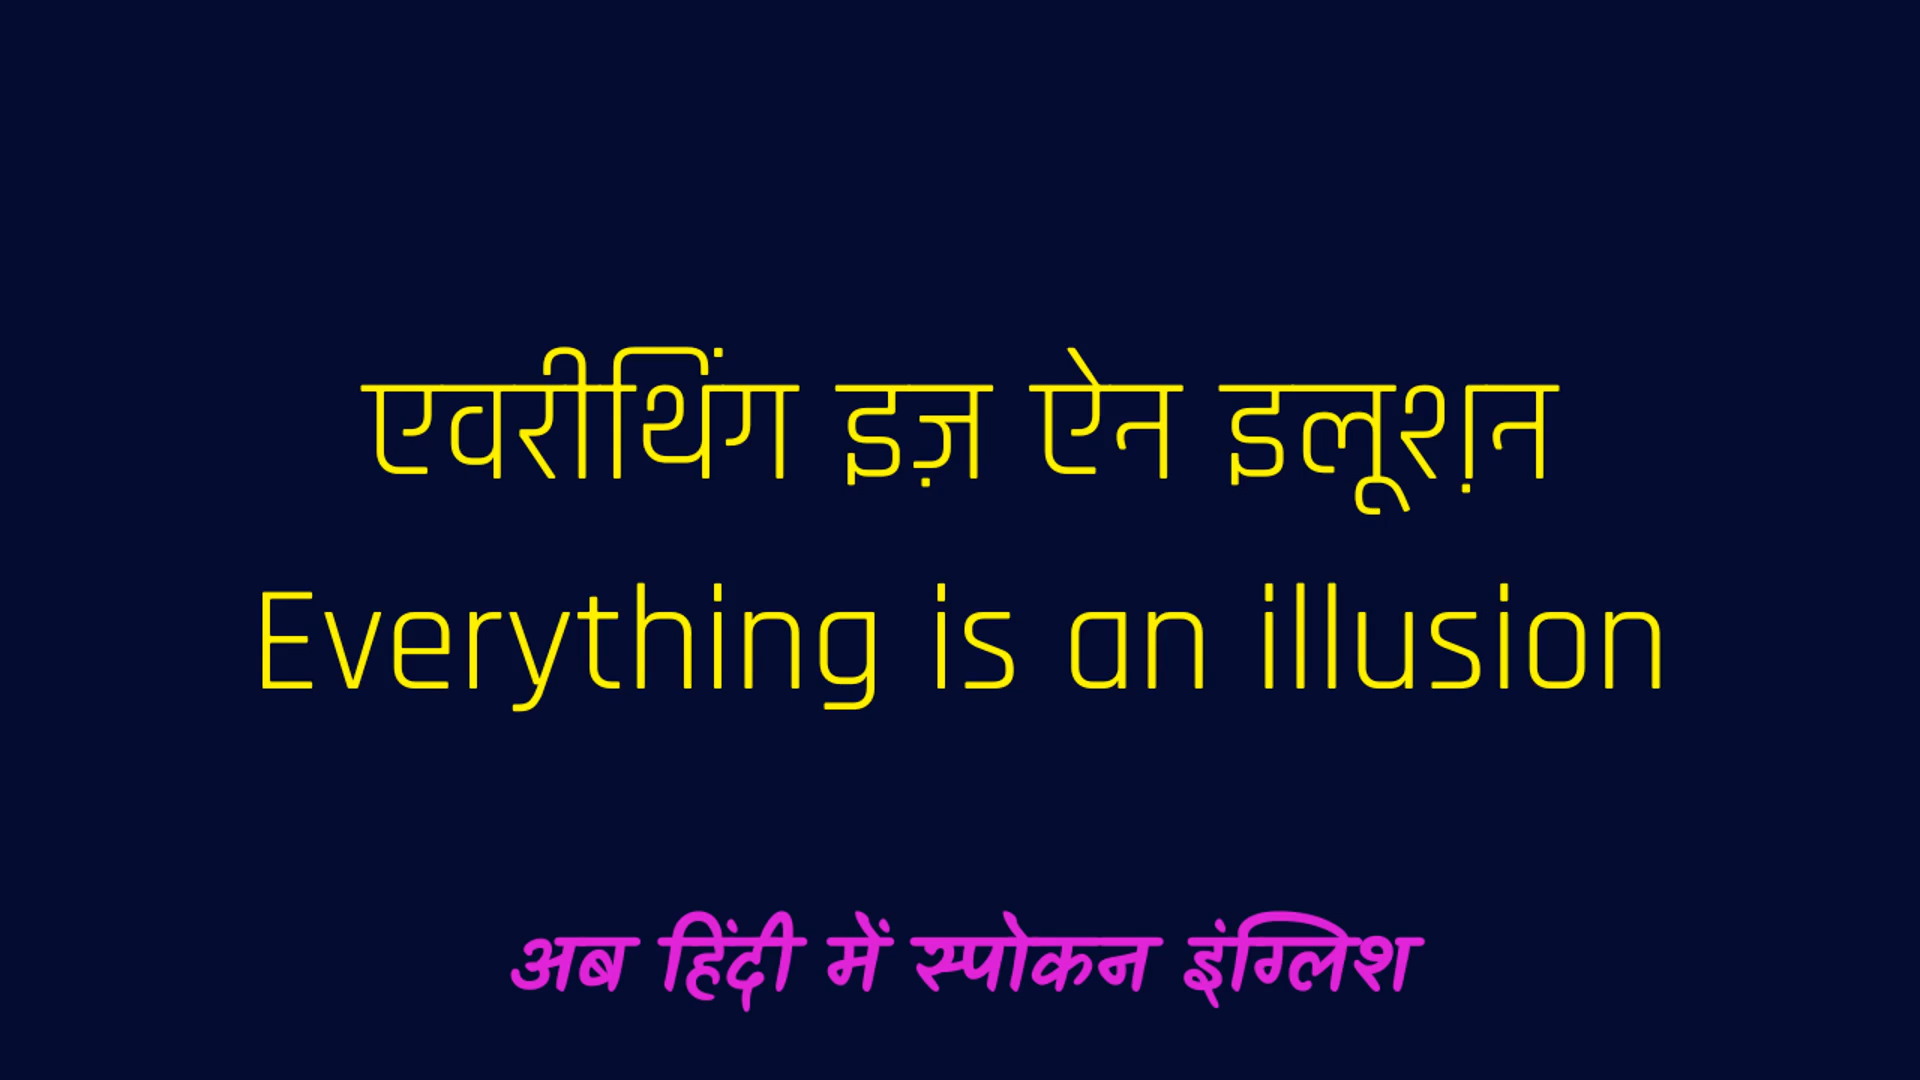 एवरीथिंग इज़ ऐन इलूश़न
Everything is an illusion
अब हिंदी में स्पोकन इंग्लिश